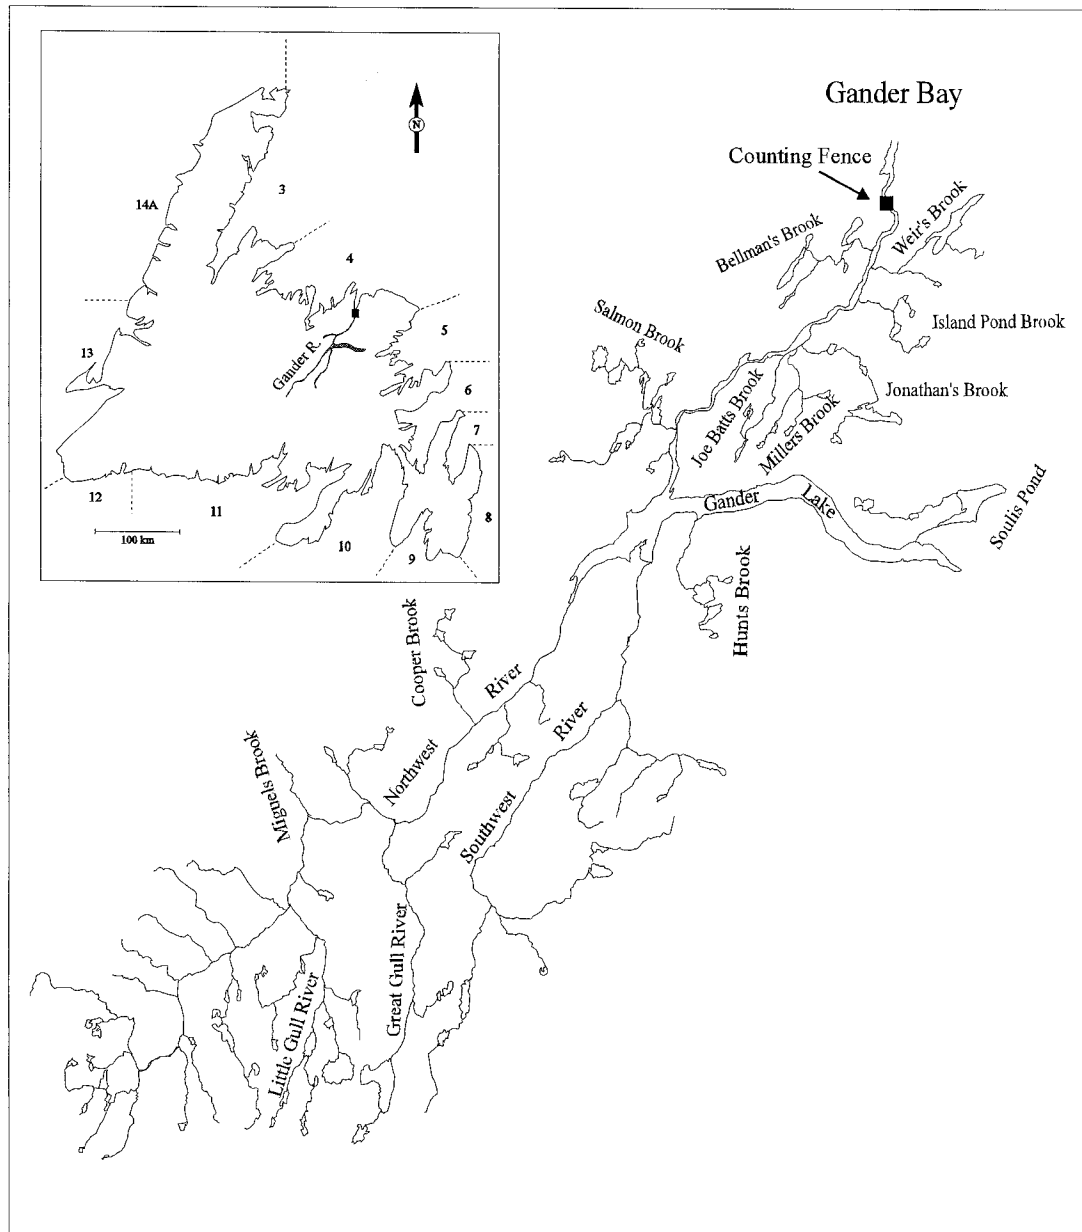 Gander Bay
Counting Fence
Weir's Brook
Bellman's Brook
Island Pond Brook
Salmon Brook
Jonathan's Brook
Joe Batts Brook
Millers Brook
Gander
Lake
Soulis Pond
Hunts Brook
Cooper Brook
Northwest
River
Southwest
River
Miguels Brook
Great Gull River
Little Gull River
N
3
14A
4
5
13
Gander R.
6
7
12
11
8
100 km
10
9